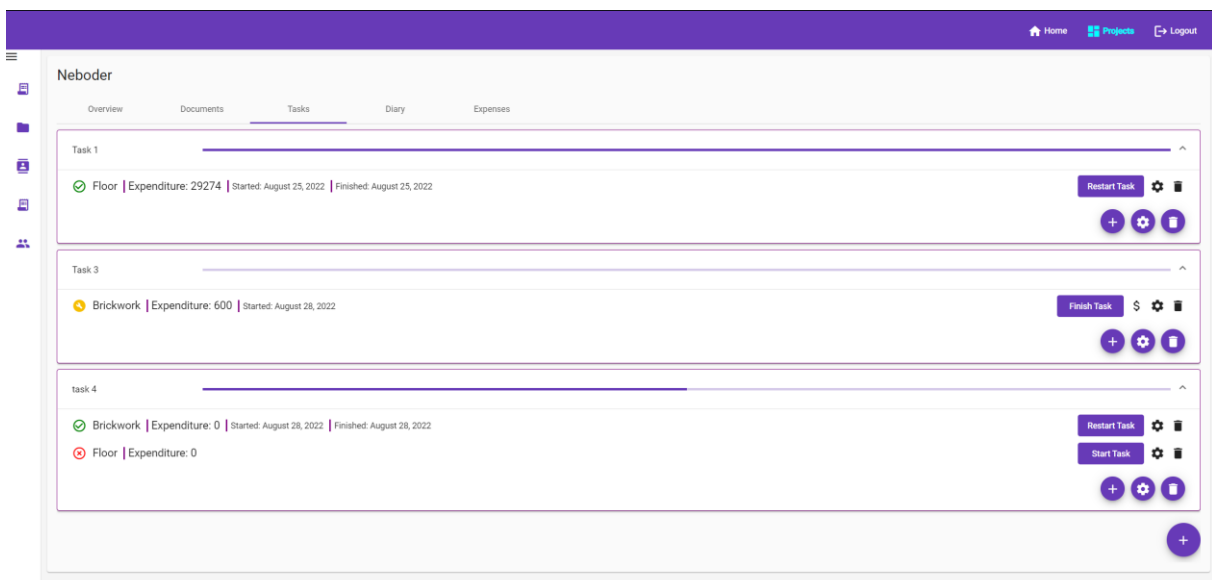 Home Projects Logout
Neboder
Overview Documents Tasks Diary Expenses
Task 1
Floor Expenditure: 29274 Started: August 25, 2022 Finished: August 25, 2022 Restart Task
Task 3
Brickwork Expenditure: 600 Started: August 28, 2022 Finish Task $
task 4
Brickwork Expenditure: 0 Started: August 28, 2022 Finished: August 28, 2022 Restart Task
Floor Expenditure: 0 Start Task